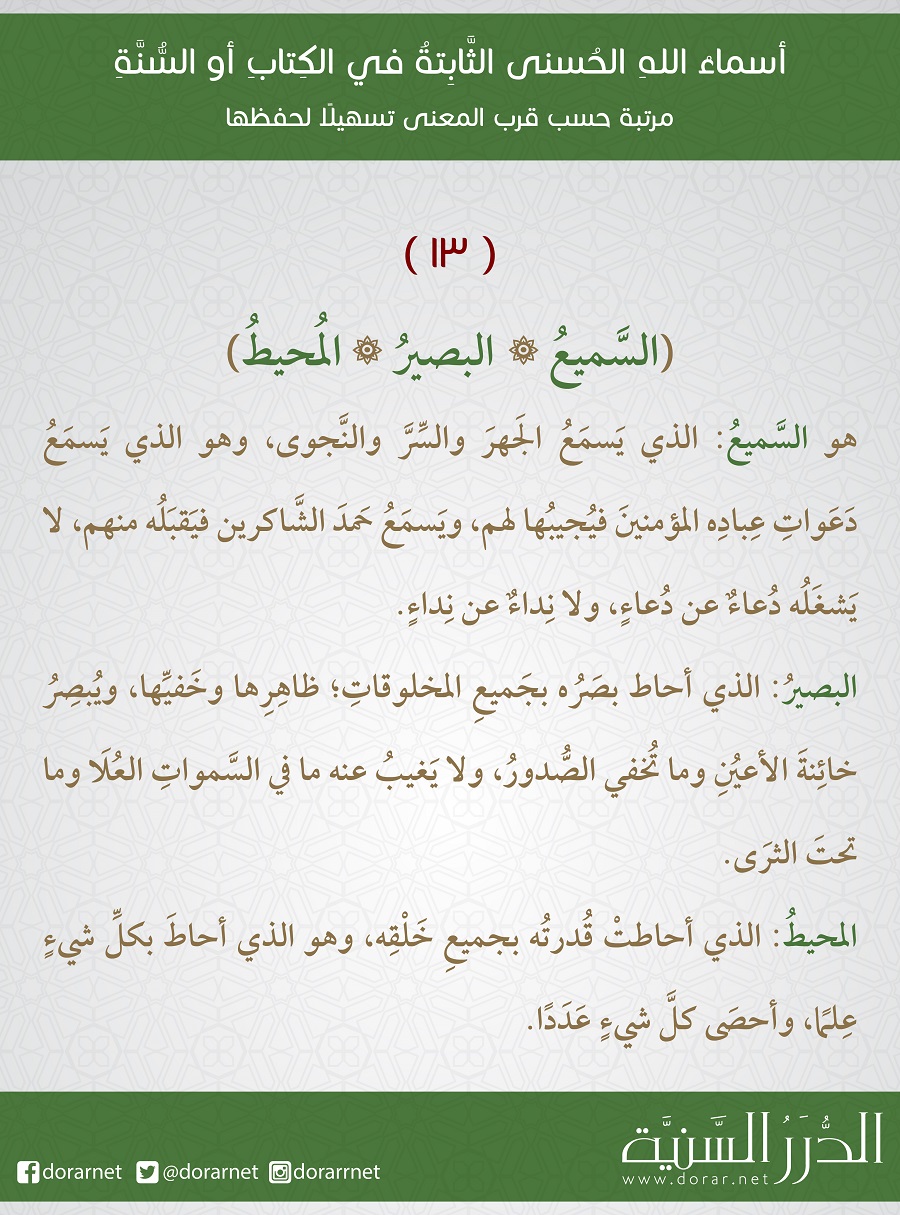 أسماءُ اللهِ الحُسنى الثَّابِتةُ في الكِتابِ أو السُّنَّةِ
مرتبة حسب قرب المعنى تسهيلًا لحفظها
( ١٣ )
(السَّميعُ ۞ البصيرُ ۞ المُحيطُ)
هو السَّميعُ: الذي يَسمَعُ الجَهرَ والسِّرَّ والنَّجوى، وهو الذي يَسمَعُ
دَعَواتِ عِبادِه المؤمنينَ فيُجيبُها لهم، ويَسمَعُ حَمدَ الشَّاكرين فيَقبَلُه منهم، لا
يَشغَلُه دُعاءٌ عن دُعاءٍ، ولا نِداءٌ عن نِداءٍ.
البصيرُ: الذي أحاط بصَرُه بجَميعِ المخلوقاتِ؛ ظاهِرِها وخَفيِّها، ويُبصِرُ
خائِنةَ الأعيُنِ وما تُخفي الصُّدورُ، ولا يَغيبُ عنه ما في السَّمواتِ العُلَا وما
تحتَ الثرَى.
المحيطُ: الذي أحاطتْ قُدرتُه بجميعِ خَلْقِه، وهو الذي أحاطَ بكلِّ شيءٍ
عِلمًا، وأحصَى كلَّ شيءٍ عَدَدًا.
الدُّرَرُ السَّنيَّة
www.dorar.net
dorarnet @dorarnet dorarrnet